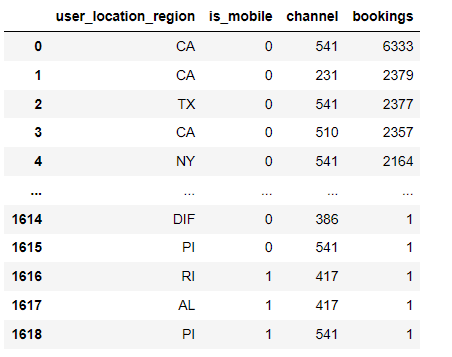 user_location_region is_mobile channel bookings
0 CA 0 541 6333
1 CA 0 231 2379
2 TX 0 541 2377
3 CA 0 510 2357
4 NY 0 541 2164
... ... ... ... ...
1614 DIF 0 386 1
1615 PI 0 541 1
1616 RI 1 417 1
1617 AL 1 417 1
1618 PI 1 541 1